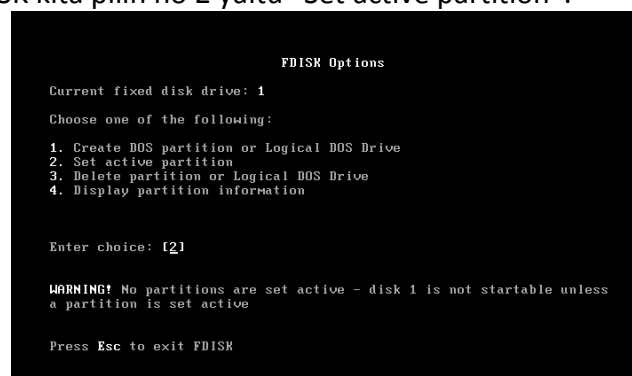 kita pilih no 2 yaitu "Set active partition".
FDISK Options
Current fixed disk drive: 1
Choose one of the following:
1. Create DOS partition or Logical DOS Drive
2. Set active partition
3. Delete partition or Logical DOS Drive
4. Display partition information
Enter choice: [2]
WARNING! No partitions are set active - disk 1 is not startable unless
a partition is set active
Press Esc to exit FDISK